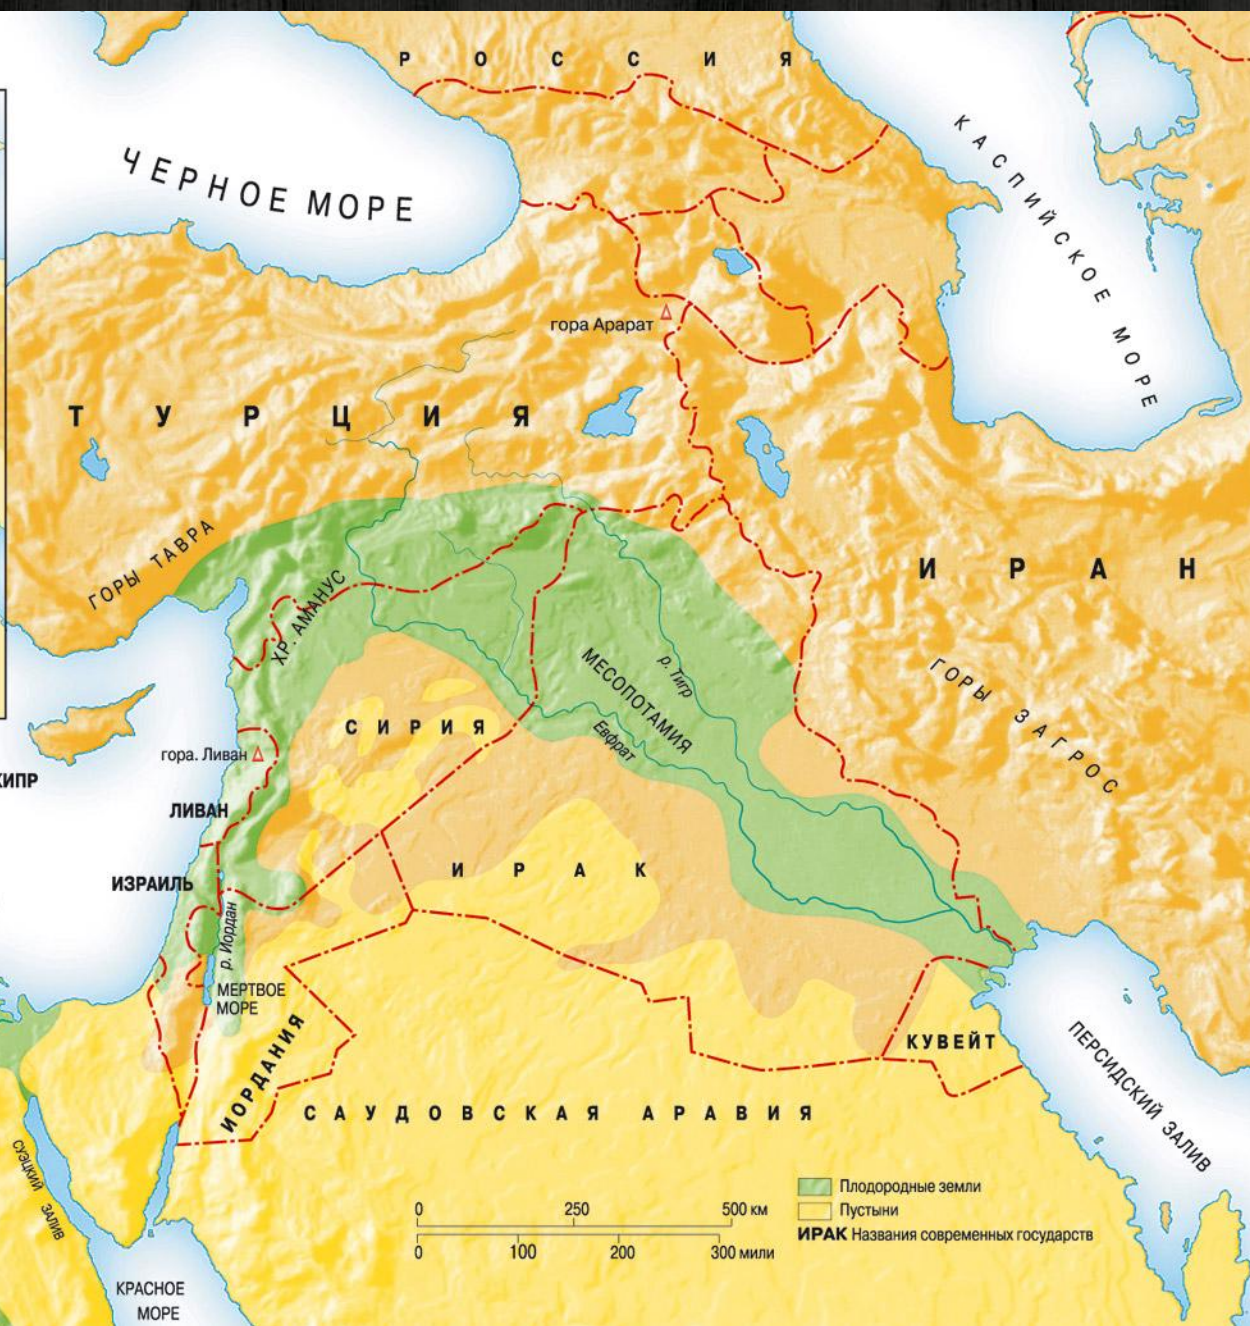 РОССИЯ
ЧЕРНОЕ МОРЕ
КАСПИЙСКОЕ МОРЕ
гора Арарат
ТУРЦИЯ
ГОРЫ ТАВРА
ИРАН
ХР. АМАНУС
МЕСОПОТАМИЯ
р. Тигр
ГОРЫ ЗАГРОС
СИРИЯ
Евфрат
гора. Ливан
КИПР
ЛИВАН
ИРАК
ИЗРАИЛЬ
р. Иордан
МЕРТВОЕ
МОРЕ
КУВЕЙТ
ПЕРСИДСКИЙ ЗАЛИВ
ИОРДАНИЯ
САУДОВСКАЯ АРАВИЯ
СУЭЦКИЙ ЗАЛИВ
Плодородные земли
0 250 500 км
Пустыни
ИРАК Названия современных государств
0 100 200 300 мили
КРАСНОЕ
МОРЕ